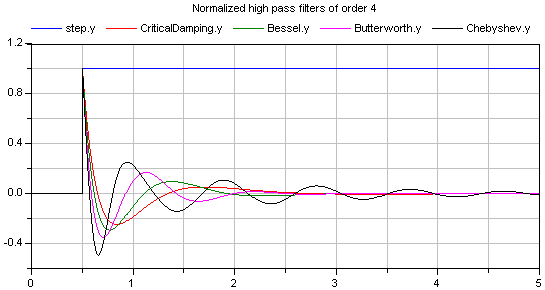 Normalized high pass filters of order 4
step.y CriticalDamping.y Bessel.y Butterworth.y Chebyshev.y
1.2
0.8
0.4
0.0
-0.4
0 1 2 3 4 5